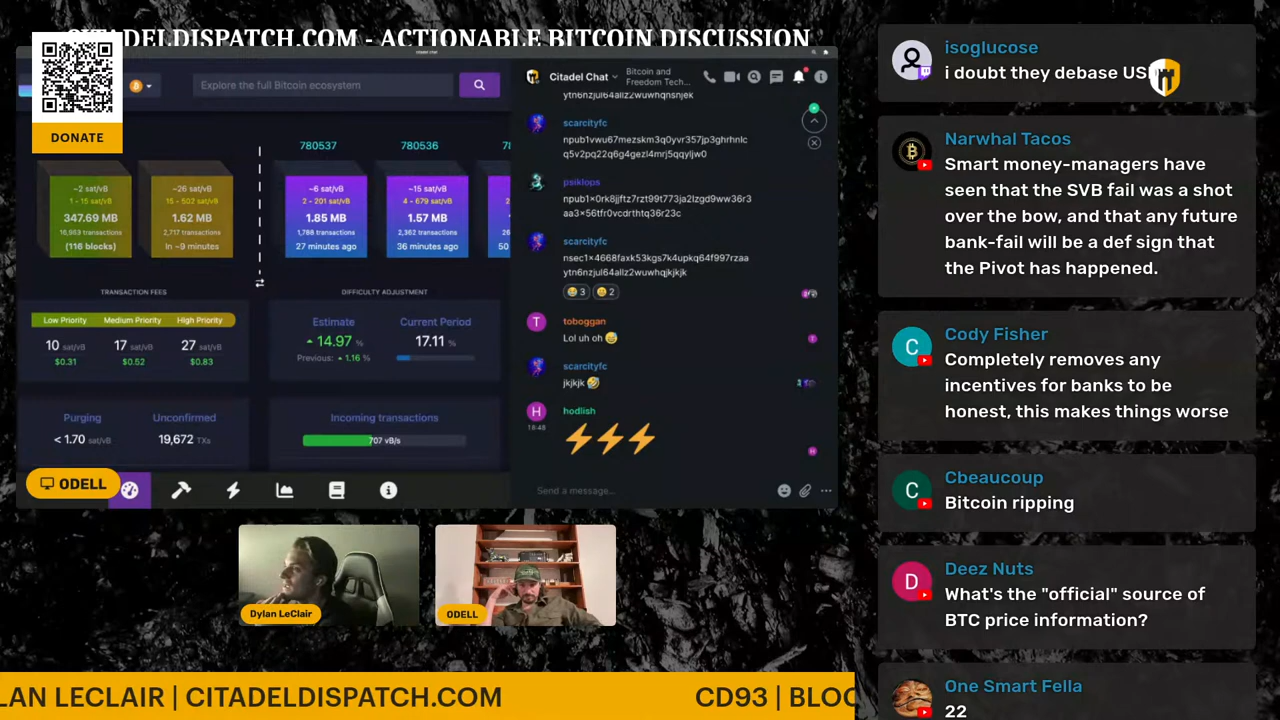 CITADELDISPATCH.COM - ACTIONABLE BITCOIN DISCUSSION
DONATE
Explore the full Bitcoin ecosystem
780537
780536
~2 sat/vB
1 - 15 sat/vB
347.69 MB
16,953 transactions
(116 blocks)
~26 sat/vB
15 - 502 sat/vB
1.62 MB
2,717 transactions
In ~9 minutes
~6 sat/vB
2 - 201 sat/vB
1.85 MB
1,788 transactions
27 minutes ago
~15 sat/vB
4 - 679 sat/vB
1.57 MB
2,362 transactions
36 minutes ago
50
TRANSACTION FEES
Low Priority Medium Priority High Priority
10 sat/vB 17 sat/vB 27 sat/vB
$0.31 $0.52 $0.83
DIFFICULTY ADJUSTMENT
Estimate Current Period
14.97 % 17.11 %
Previous: 1.16 %
Purging Unconfirmed
< 1.70 sat/vB 19,672 TXs
Incoming transactions
707 vB/s
ODELL
Citadel Chat
Bitcoin and
Freedom Tech...
scarcityfc
psiklops
scarcityfc
3 2
T
toboggan
Lol uh oh 😅
scarcityfc
jkjkjk 🤣
H
hodlish
18:48
⚡⚡⚡
Send a message...
Dylan LeClair
ODELL
LAN LECLAIR | CITADELDISPATCH.COM
CD93 | BLOC
isoglucose
i doubt they debase US
Narwhal Tacos
Smart money-managers have
seen that the SVB fail was a shot
over the bow, and that any future
bank-fail will be a def sign that
the Pivot has happened.
C
Cody Fisher
Completely removes any
incentives for banks to be
honest, this makes things worse
C
Cbeaucoup
Bitcoin ripping
D
Deez Nuts
What's the "official" source of
BTC price information?
One Smart Fella
22